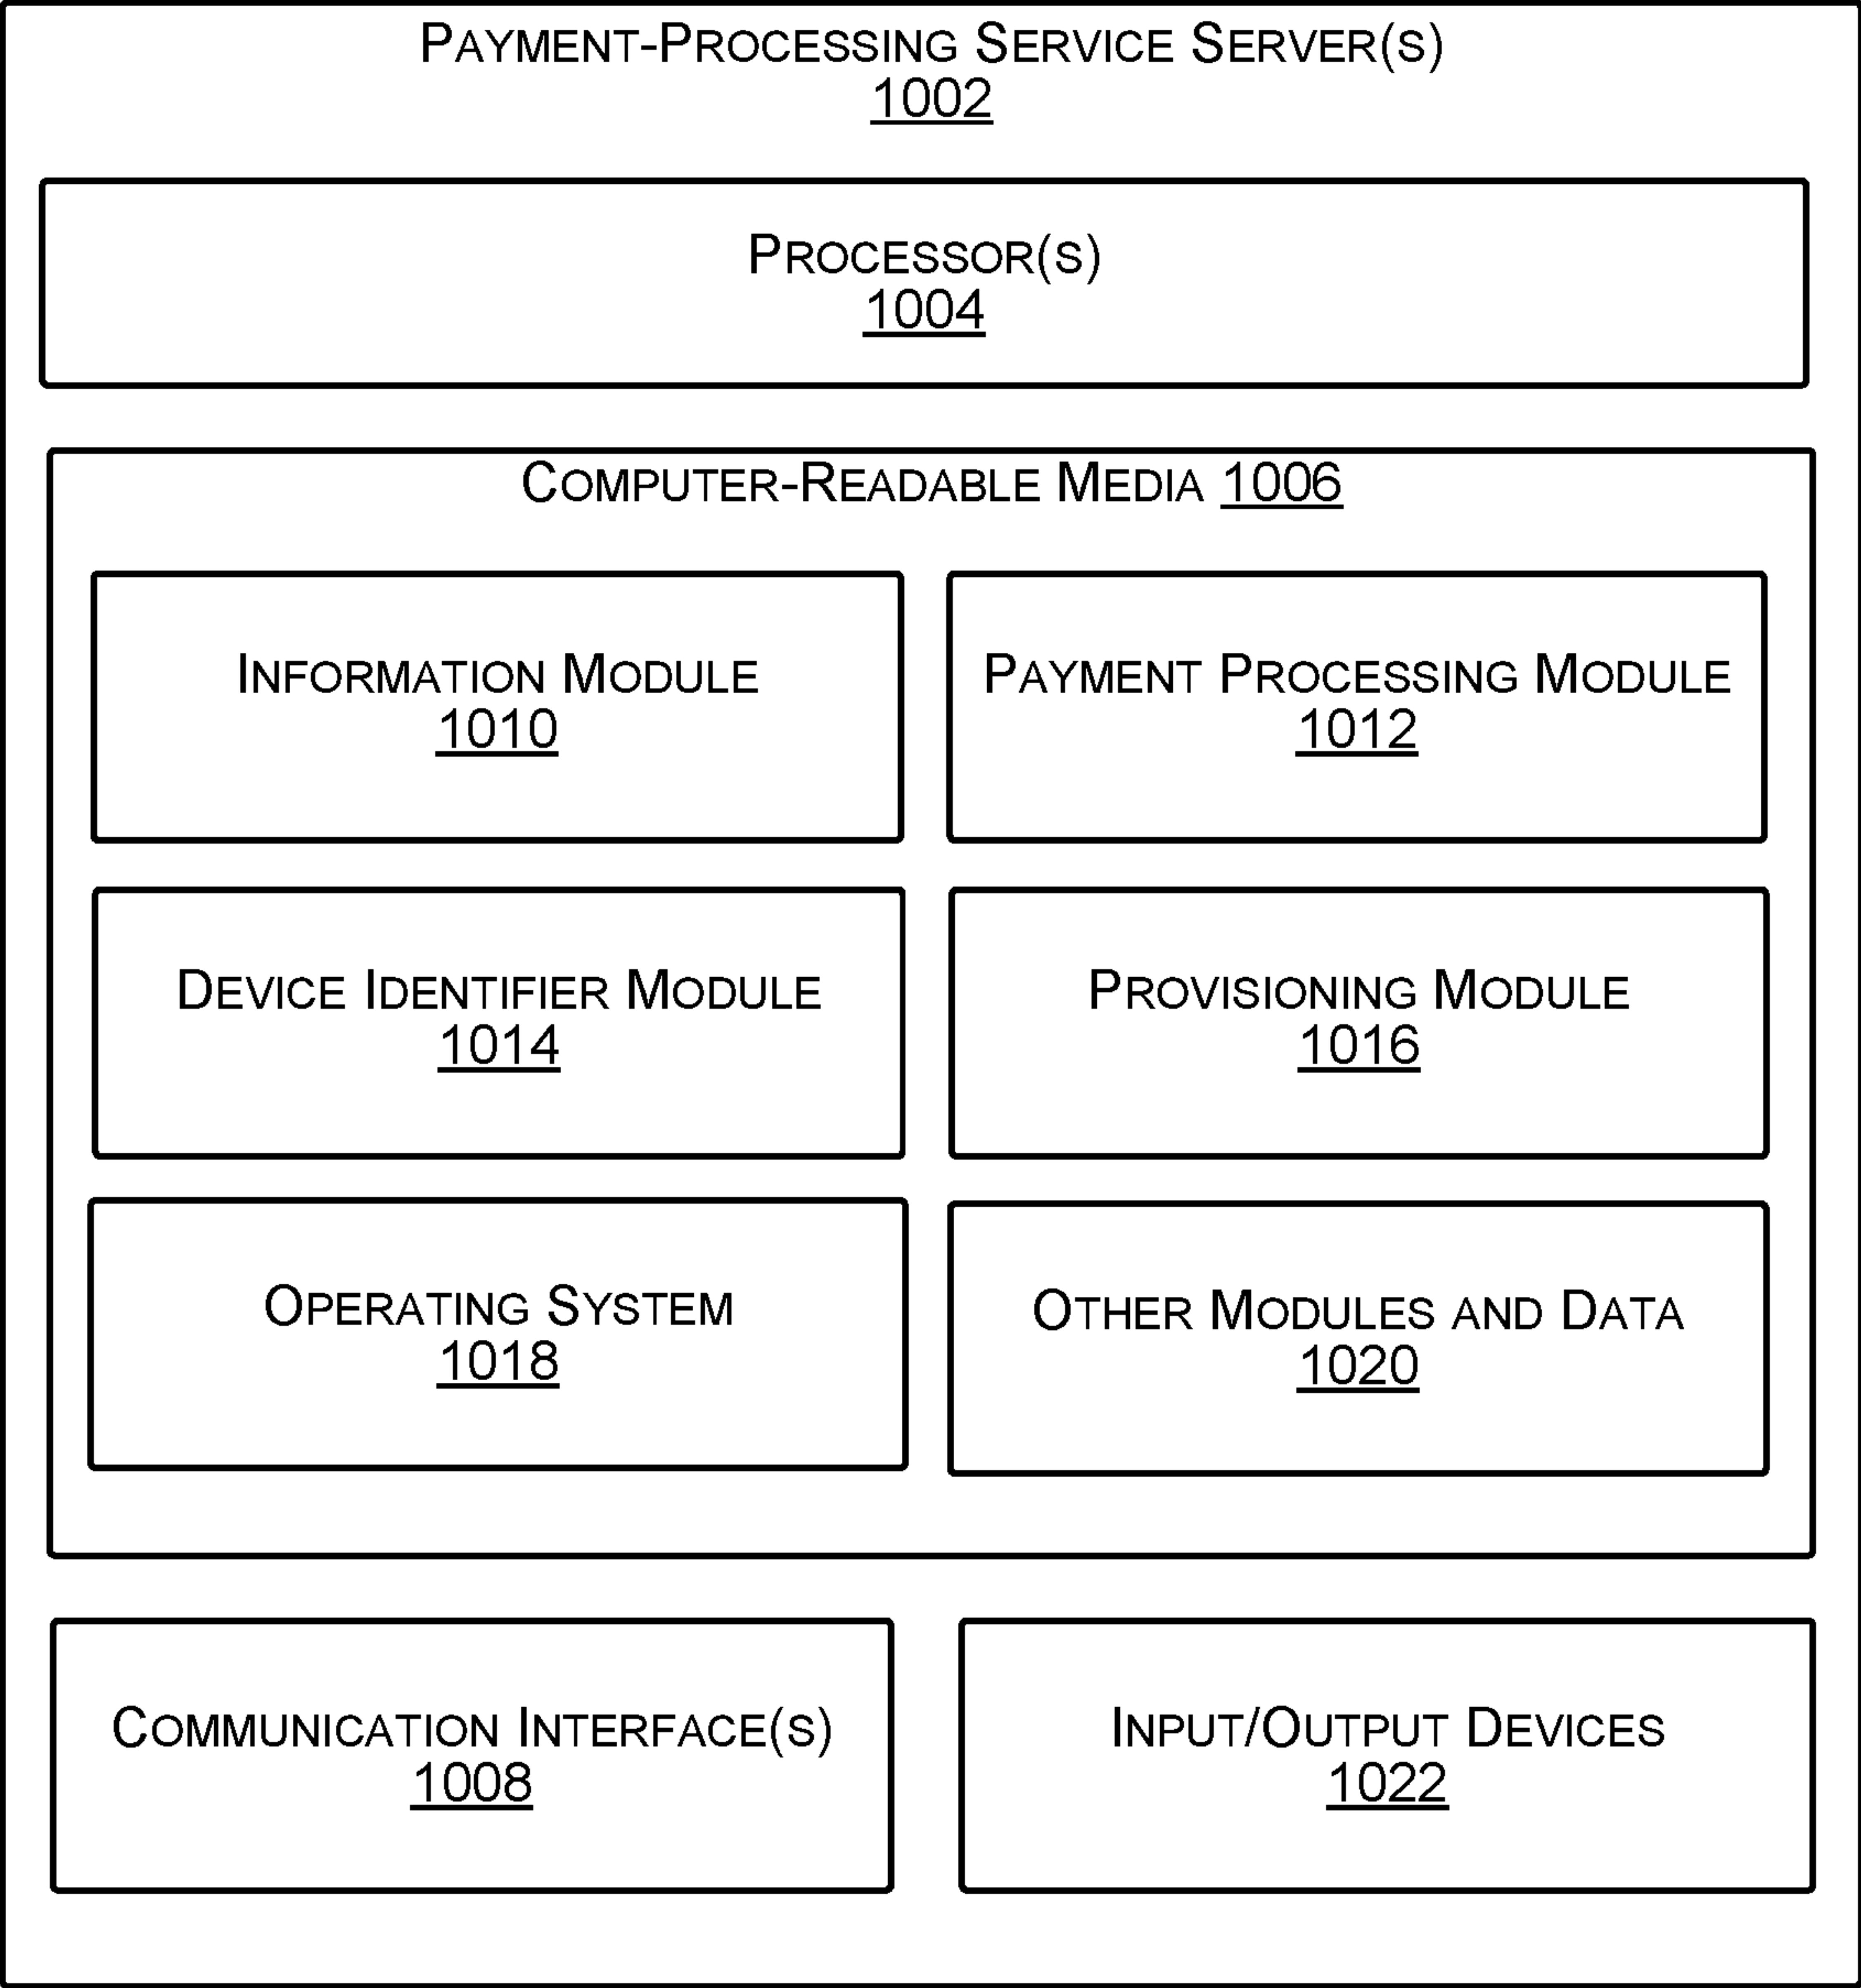 PAYMENT-PROCESSING SERVICE SERVER(S)
1002
PROCESSOR(S)
1004
COMPUTER-READABLE MEDIA 1006
INFORMATION MODULE
1010
PAYMENT PROCESSING MODULE
1012
DEVICE IDENTIFIER MODULE
1014
PROVISIONING MODULE
1016
OPERATING SYSTEM
1018
OTHER MODULES AND DATA
1020
COMMUNICATION INTERFACE(S)
1008
INPUT/OUTPUT DEVICES
1022